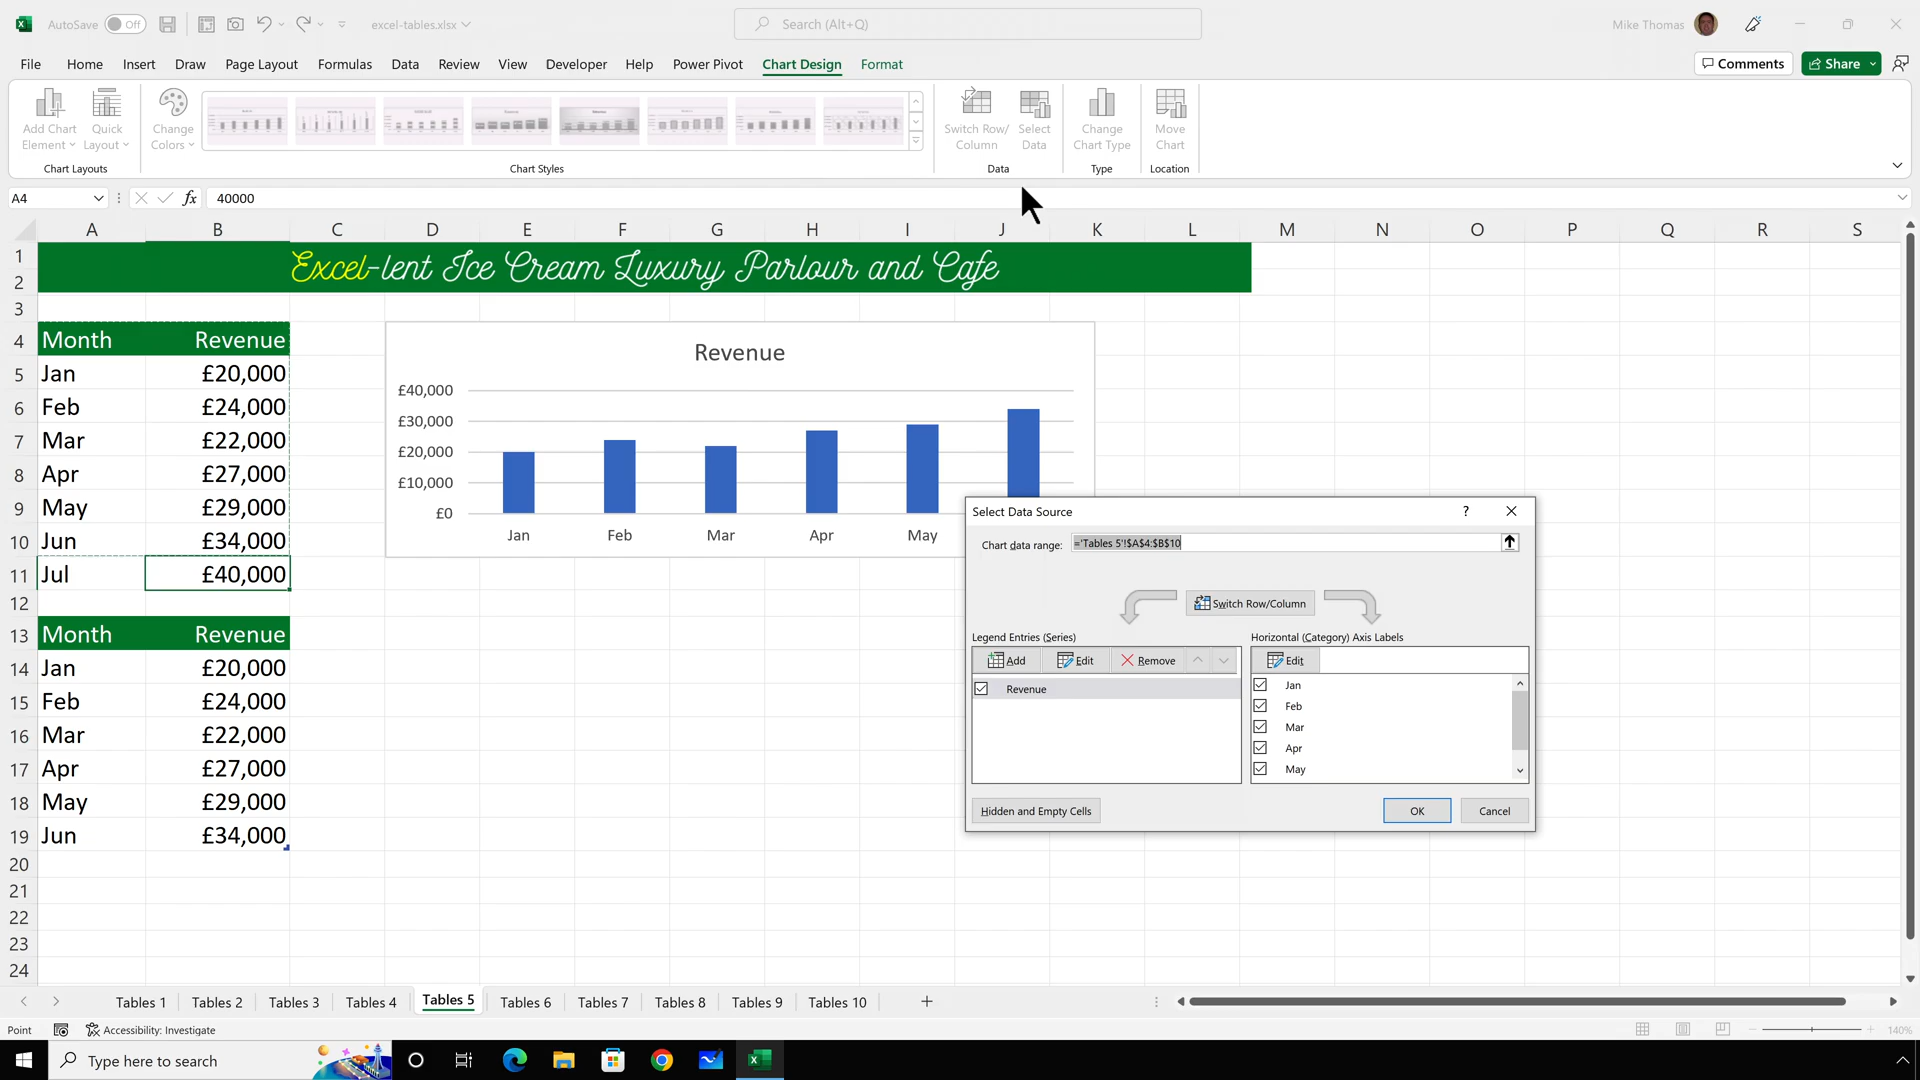 AutoSave Off excel-tables.xlsx Search (Alt+Q) Mike Thomas
File Home Insert Draw Page Layout Formulas Data Review View Developer Help Power Pivot Chart Design Format Comments Share
Add Chart Element Quick Layout Change Colors Switch Row/ Column Select Data Change Chart Type Move Chart
Chart Layouts Chart Styles Data Type Location
A4 fx 40000
A B C D E F G H I J K L M N O P Q R S
1
Excel-lent Ice Cream Luxury Parlour and Cafe
2
3
4 Month Revenue
5 Jan £20,000
6 Feb £24,000
7 Mar £22,000
8 Apr £27,000
9 May £29,000
10 Jun £34,000
11 Jul £40,000
12
13 Month Revenue
14 Jan £20,000
15 Feb £24,000
16 Mar £22,000
17 Apr £27,000
18 May £29,000
19 Jun £34,000
20
21
22
23
24
Revenue
£40,000
£30,000
£20,000
£10,000
£0
Jan Feb Mar Apr May
Select Data Source ?
Chart data range: ='Tables 5'!$A$4:$B$10
Switch Row/Column
Legend Entries (Series) Horizontal (Category) Axis Labels
Add Edit Remove Edit
Revenue
Jan
Feb
Mar
Apr
May
Hidden and Empty Cells OK Cancel
Tables 1 Tables 2 Tables 3 Tables 4 Tables 5 Tables 6 Tables 7 Tables 8 Tables 9 Tables 10
Point Accessibility: Investigate 140%
Type here to search